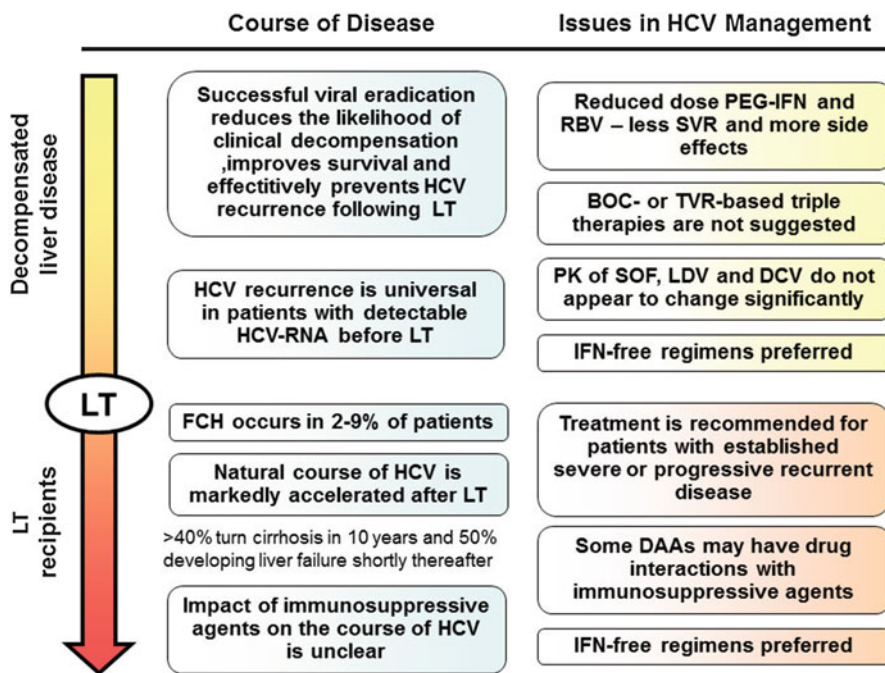 Course of Disease
Issues in HCV Management
Decompensated
liver disease
Successful viral eradication
reduces the likelihood of
clinical decompensation
,improves survival and
effectitively prevents HCV
recurrence following LT
HCV recurrence is universal
in patients with detectable
HCV-RNA before LT
Reduced dose PEG-IFN and
RBV – less SVR and more side
effects
BOC- or TVR-based triple
therapies are not suggested
PK of SOF, LDV and DCV do not
appear to change significantly
IFN-free regimens preferred
LT
LT
recipients
FCH occurs in 2-9% of patients
Natural course of HCV is
markedly accelerated after LT
>40% turn cirrhosis in 10 years and 50%
developing liver failure shortly thereafter
Impact of immunosuppressive
agents on the course of HCV
is unclear
Treatment is recommended for
patients with established
severe or progressive recurrent
disease
Some DAAs may have drug
interactions with
immunosuppressive agents
IFN-free regimens preferred